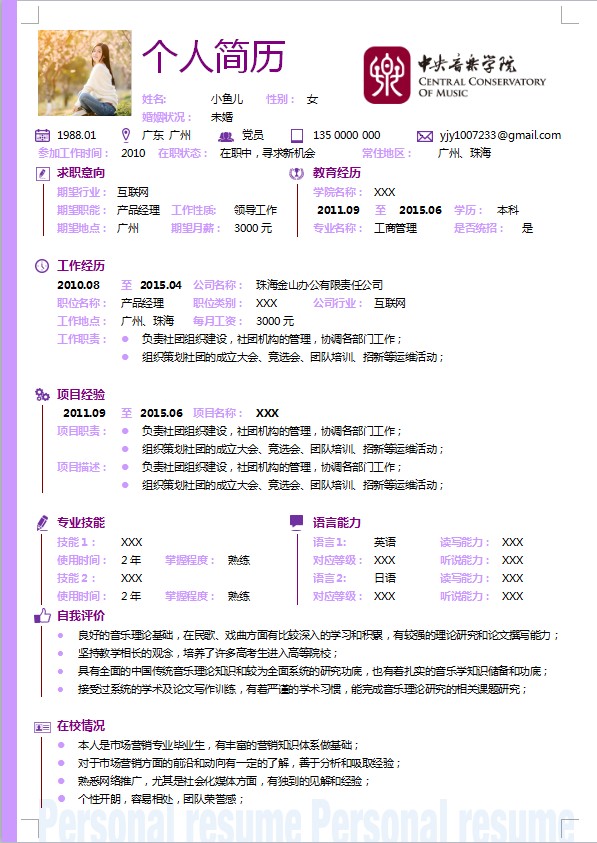 个人简历
中央音乐学院
CENTRAL CONSERVATORY
OF MUSIC
姓名: 小鱼儿 性别: 女
婚姻状况: 未婚
1988.01 广东 广州 党员 135 0000 000 yjy1007233@gmail.com
参加工作时间: 2010 在职状态: 在职中，寻求新机会 常住地区: 广州、珠海
求职意向
期望行业: 互联网
期望职能: 产品经理 工作性质: 领导工作
期望地点: 广州 期望月薪: 3000 元
教育经历
学院名称: XXX
2011.09 至 2015.06 学历: 本科
专业名称: 工商管理 是否统招: 是
工作经历
2010.08 至 2015.04 公司名称: 珠海金山办公有限责任公司
职位名称: 产品经理 职位类别: XXX 公司行业: 互联网
工作地点: 广州、珠海 每月工资: 3000 元
工作职责: ● 负责社团组织建设，社团机构的管理，协调各部门工作；
● 组织策划社团的成立大会、竞选会、团队培训、招新等运维活动；
项目经验
2011.09 至 2015.06 项目名称: XXX
项目职责: ● 负责社团组织建设，社团机构的管理，协调各部门工作；
● 组织策划社团的成立大会、竞选会、团队培训、招新等运维活动；
项目描述: ● 负责社团组织建设，社团机构的管理，协调各部门工作；
● 组织策划社团的成立大会、竞选会、团队培训、招新等运维活动；
专业技能
技能 1: XXX
使用时间: 2 年 掌握程度: 熟练
技能 2: XXX
使用时间: 2 年 掌握程度: 熟练
语言能力
语言 1: 英语 读写能力: XXX
对应等级: XXX 听说能力: XXX
语言 2: 日语 读写能力: XXX
对应等级: XXX 听说能力: XXX
自我评价
● 良好的音乐理论基础，在民歌、戏曲方面有比较深入的学习和积累，有较强的理论研究和论文撰写能力；
● 坚持教学相长的观念，培养了许多高考生进入高等院校；
● 具有全面的中国传统音乐理论知识和较为全面系统的研究功底，也有着扎实的音乐学知识储备和功底；
● 接受过系统的学术及论文写作训练，有着严谨的学术习惯，能完成音乐理论研究的相关课题研究；
在校情况
● 本人是市场营销专业毕业生，有丰富的营销知识体系做基础；
● 对于市场营销方面的前沿和动向有一定的了解，善于分析和吸取经验；
● 熟悉网络推广，尤其是社会化媒体方面，有独到的见解和经验；
● 个性开朗，容易相处，团队荣誉感；
Personal resume Personal resume